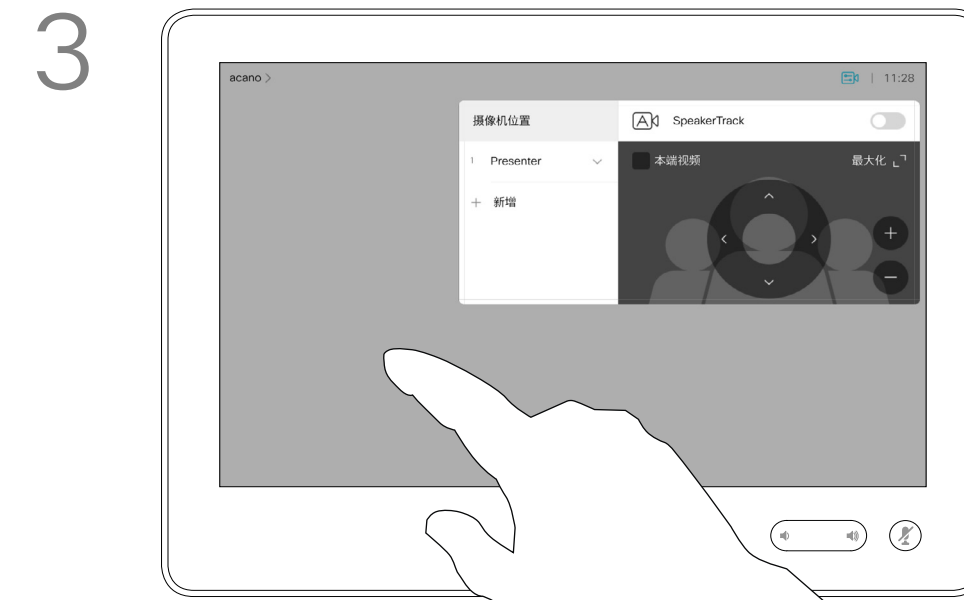 3
acano >
11:28
摄像机位置
SpeakerTrack
1 Presenter
本端视频
最大化
+ 新增